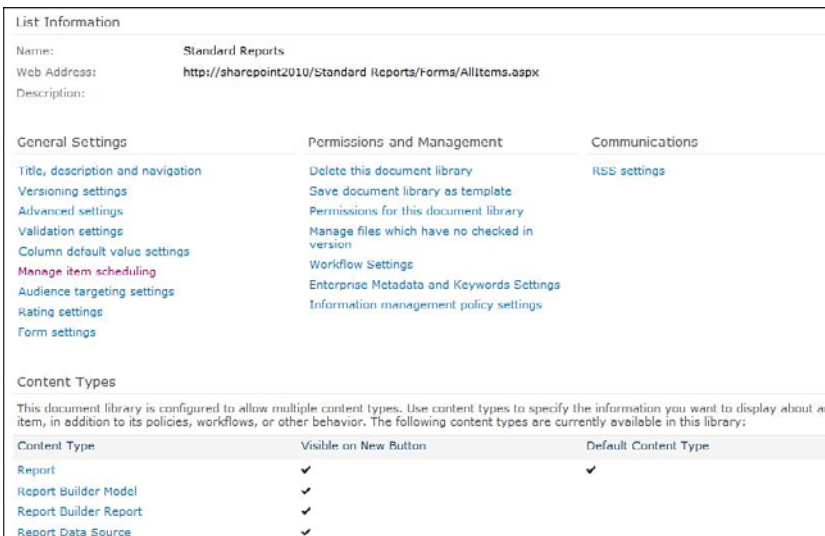 List Information
Name: Standard Reports
Web Address: http://sharepoint2010/Standard Reports/Forms/AllItems.aspx
Description:
General Settings
Title, description and navigation
Versioning settings
Advanced settings
Validation settings
Column default value settings
Manage item scheduling
Audience targeting settings
Rating settings
Form settings
Permissions and Management
Delete this document library
Save document library as template
Permissions for this document library
Manage files which have no checked in
version
Workflow Settings
Enterprise Metadata and Keywords Settings
Information management policy settings
Communications
RSS settings
Content Types
This document library is configured to allow multiple content types. Use content types to specify the information you want to display about
item, in addition to its policies, workflows, or other behavior. The following content types are currently available in this library:
Content Type Visible on New Button Default Content Type
Report ✔ ✔
Report Builder Model ✔
Report Builder Report ✔
Report Data Source ✔